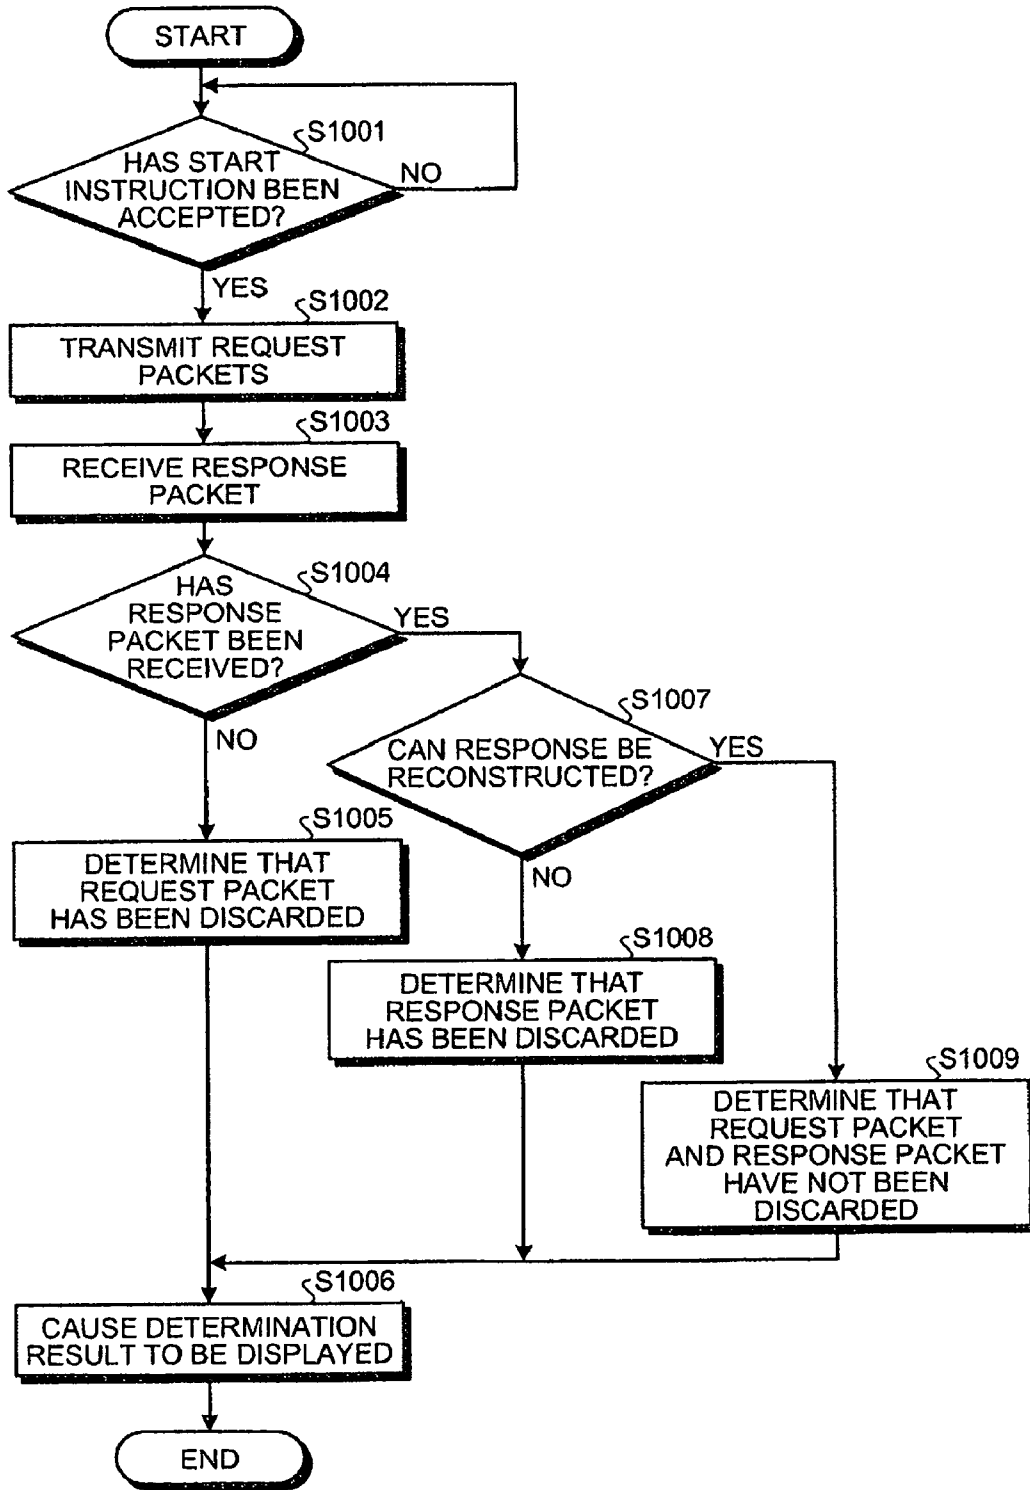 START
S1001
HAS START
INSTRUCTION BEEN
ACCEPTED?
NO
YES
S1002
TRANSMIT REQUEST
PACKETS
S1003
RECEIVE RESPONSE
PACKET
S1004
HAS
RESPONSE
PACKET BEEN
RECEIVED?
YES
NO
S1007
CAN RESPONSE BE
RECONSTRUCTED?
YES
NO
S1005
DETERMINE THAT
REQUEST PACKET
HAS BEEN DISCARDED
S1008
DETERMINE THAT
RESPONSE PACKET
HAS BEEN DISCARDED
S1009
DETERMINE THAT
REQUEST PACKET
AND RESPONSE PACKET
HAVE NOT BEEN
DISCARDED
S1006
CAUSE DETERMINATION
RESULT TO BE DISPLAYED
END